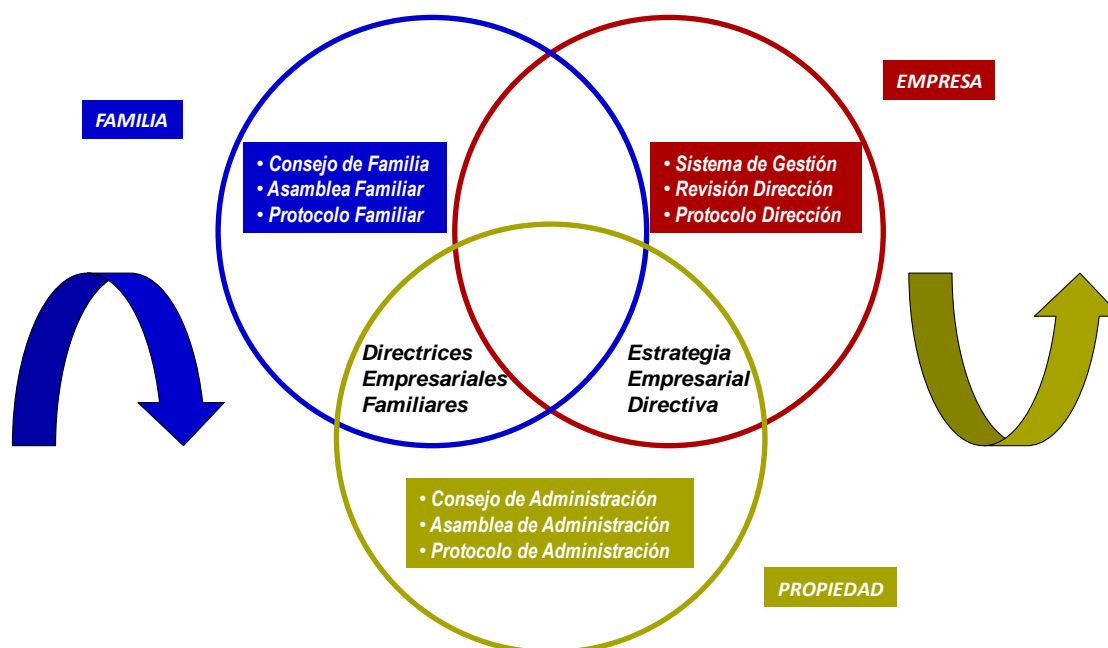 EMPRESA
FAMILIA
• Consejo de Familia
• Asamblea Familiar
• Protocolo Familiar
• Sistema de Gestión
• Revisión Dirección
• Protocolo Dirección
Directrices
Empresariales
Familiares
Estrategia
Empresarial
Directiva
• Consejo de Administración
• Asamblea de Administración
• Protocolo de Administración
PROPIEDAD